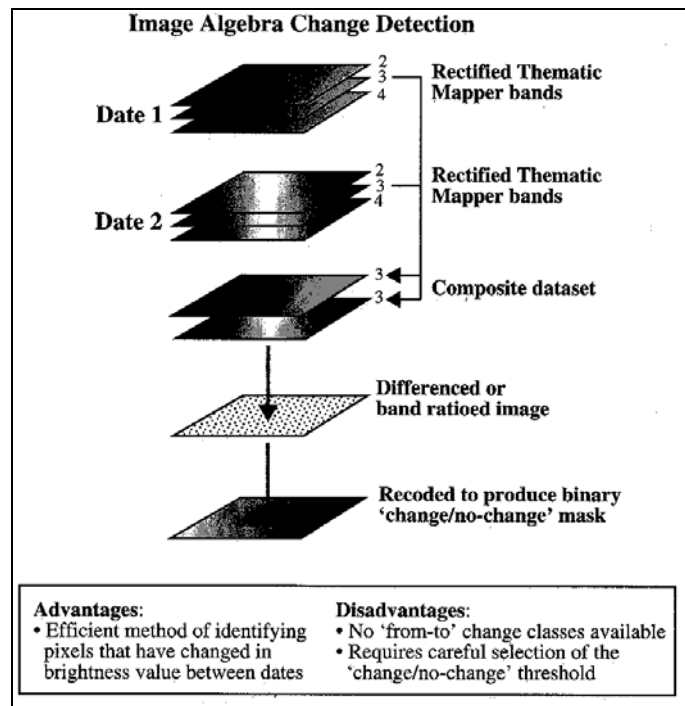 Image Algebra Change Detection
2
3
4
Date 1
Rectified Thematic
Mapper bands
2
3
4
Date 2
Rectified Thematic
Mapper bands
3
3
Composite dataset
Differenced or
band ratioed image
Recoded to produce binary
‘change/no-change’ mask
Advantages:
• Efficient method of identifying
pixels that have changed in
brightness value between dates
Disadvantages:
• No ‘from-to’ change classes available
• Requires careful selection of the
‘change/no-change’ threshold